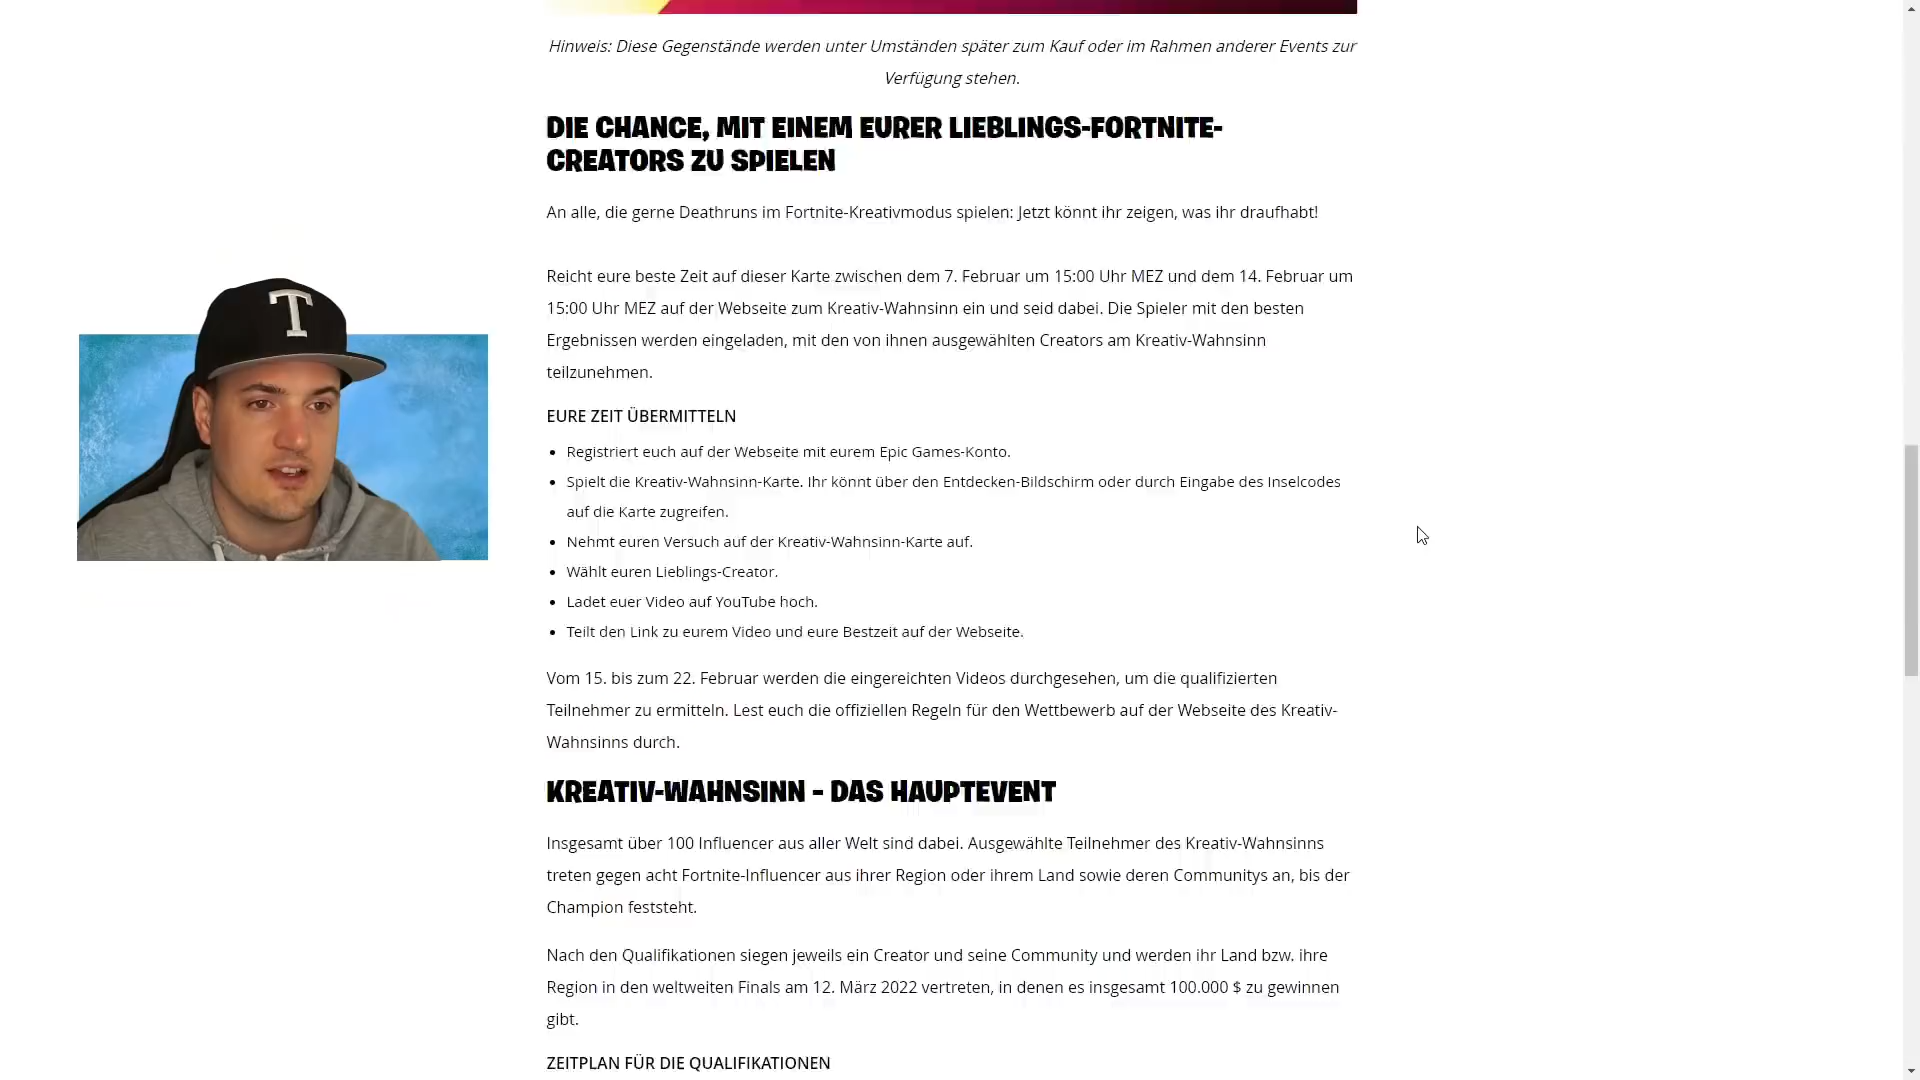 Hinweis: Diese Gegenstände werden unter Umständen später zum Kauf oder im Rahmen anderer Events zur
Verfügung stehen.
DIE CHANCE, MIT EINEM EURER LIEBLINGS-FORTNITE-
CREATORS ZU SPIELEN
An alle, die gerne Deathruns im Fortnite-Kreativmodus spielen: Jetzt könnt ihr zeigen, was ihr draufhabt!
Reicht eure beste Zeit auf dieser Karte zwischen dem 7. Februar um 15:00 Uhr MEZ und dem 14. Februar um
15:00 Uhr MEZ auf der Webseite zum Kreativ-Wahnsinn ein und seid dabei. Die Spieler mit den besten
Ergebnissen werden eingeladen, mit den von ihnen ausgewählten Creators am Kreativ-Wahnsinn
teilzunehmen.
T
EURE ZEIT ÜBERMITTELN
Registriert euch auf der Webseite mit eurem Epic Games-Konto.
Spielt die Kreativ-Wahnsinn-Karte. Ihr könnt über den Entdecken-Bildschirm oder durch Eingabe des Inselcodes
auf die Karte zugreifen.
Nehmt euren Versuch auf der Kreativ-Wahnsinn-Karte auf.
Wählt euren Lieblings-Creator.
Ladet euer Video auf YouTube hoch.
Teilt den Link zu eurem Video und eure Bestzeit auf der Webseite.
Vom 15. bis zum 22. Februar werden die eingereichten Videos durchgesehen, um die qualifizierten
Teilnehmer zu ermitteln. Lest euch die offiziellen Regeln für den Wettbewerb auf der Webseite des Kreativ-
Wahnsinns durch.
KREATIV-WAHNSINN – DAS HAUPTEVENT
Insgesamt über 100 Influencer aus aller Welt sind dabei. Ausgewählte Teilnehmer des Kreativ-Wahnsinns
treten gegen acht Fortnite-Influencer aus ihrer Region oder ihrem Land sowie deren Communitys an, bis der
Champion feststeht.
Nach den Qualifikationen siegen jeweils ein Creator und seine Community und werden ihr Land bzw. ihre
Region in den weltweiten Finals am 12. März 2022 vertreten, in denen es insgesamt 100.000 $ zu gewinnen
gibt.
ZEITPLAN FÜR DIE QUALIFIKATIONEN